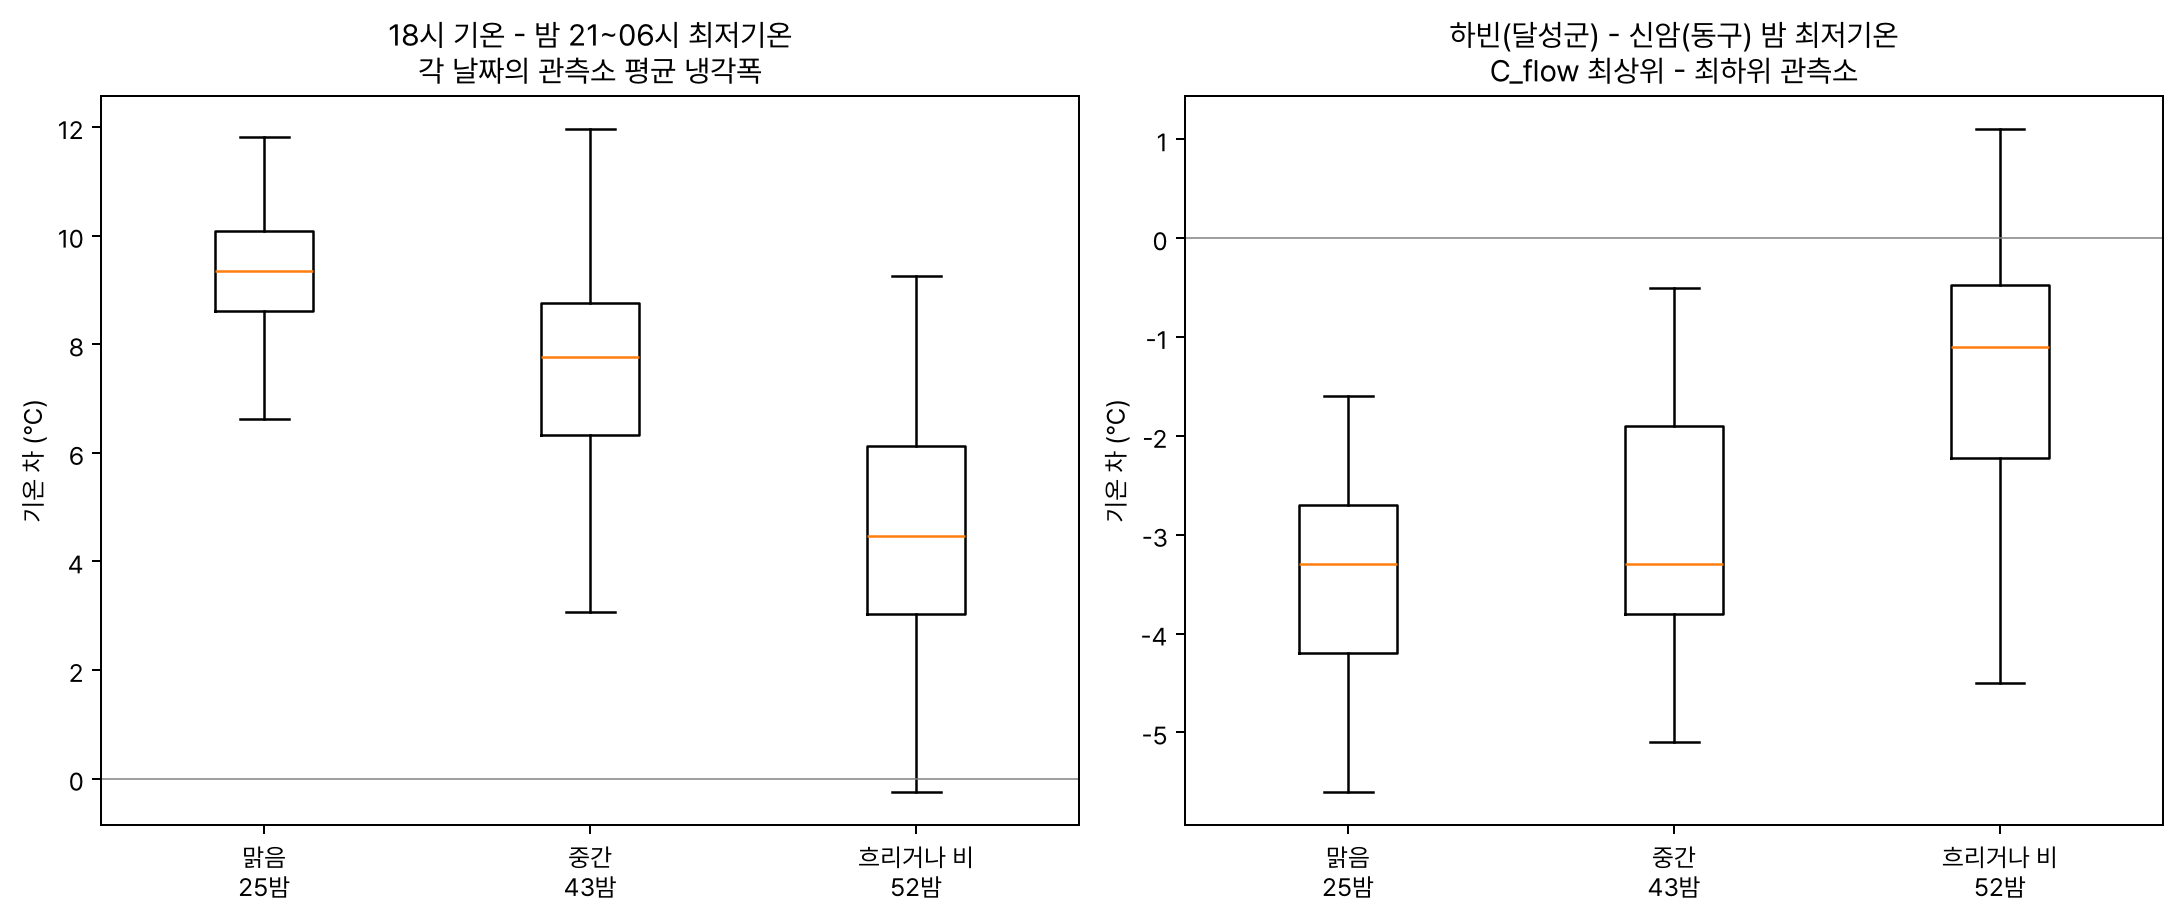 18시 기온 - 밤 21~06시 최저기온
각 날짜의 관측소 평균 냉각폭
기온 차 (°C)
12
10
8
6
4
2
0
맑음
25밤
중간
43밤
흐리거나 비
52밤
하빈(달성군) - 신암(동구) 밤 최저기온
C_flow 최상위 - 최하위 관측소
기온 차 (°C)
1
0
-1
-2
-3
-4
-5
맑음
25밤
중간
43밤
흐리거나 비
52밤